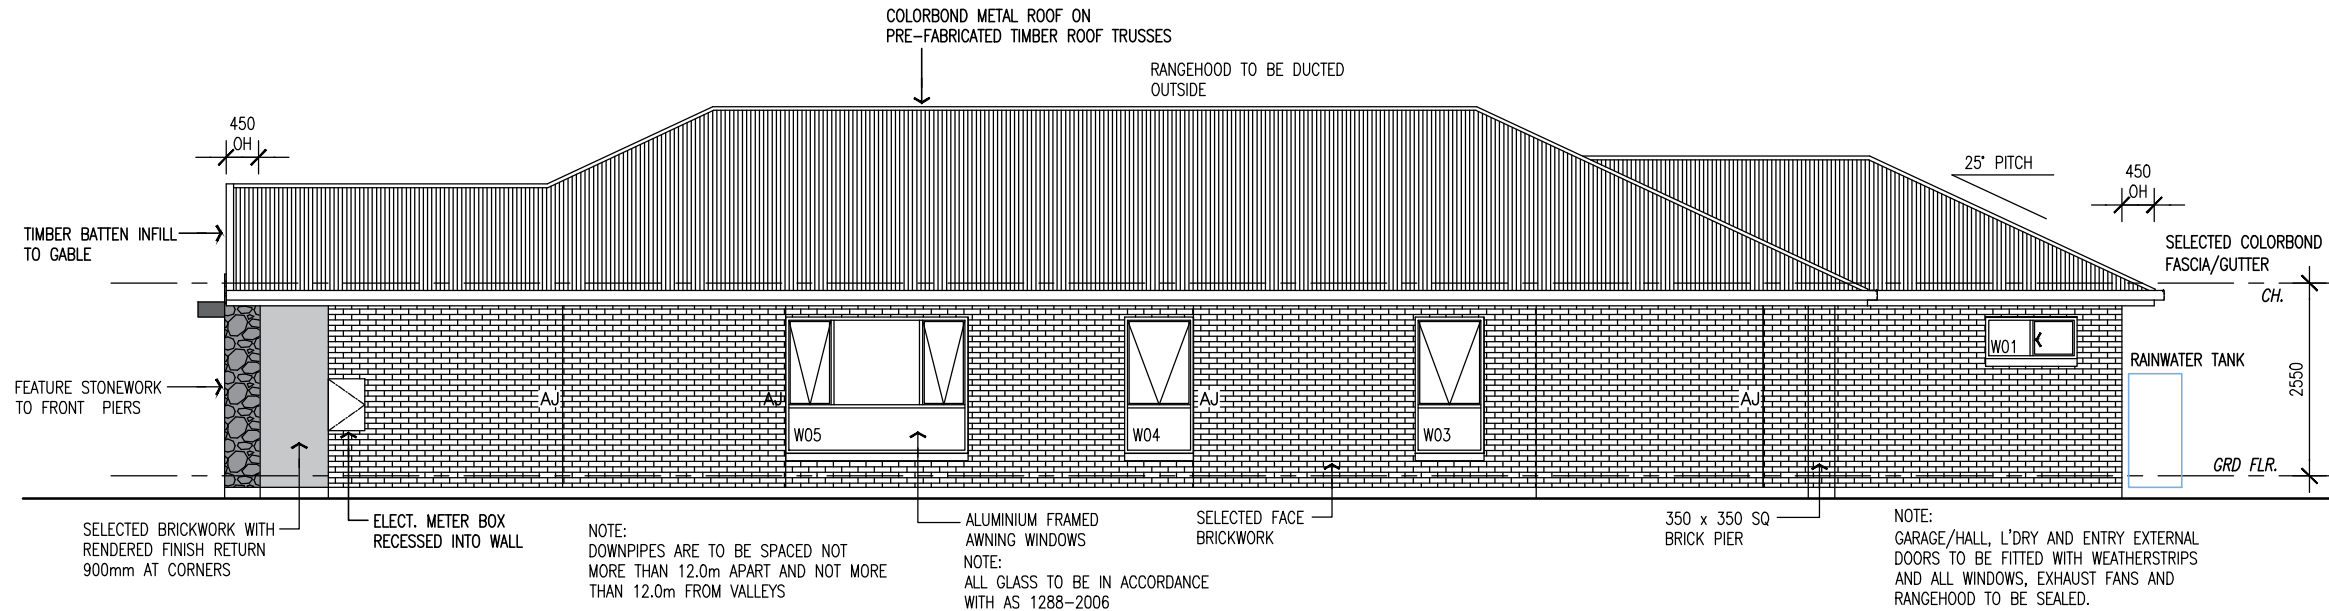 COLORBOND METAL ROOF ON
PRE-FABRICATED TIMBER ROOF TRUSSES
RANGEHOOD TO BE DUCTED
OUTSIDE
450
OH
25° PITCH
450
OH
TIMBER BATTEN INFILL
TO GABLE
SELECTED COLORBOND
FASCIA/GUTTER
CH.
FEATURE STONEWORK
TO FRONT PIERS
AJ
AJ
W05
W04
AJ
W03
AJ
W01
RAINWATER TANK
2550
GRD FLR.
SELECTED BRICKWORK WITH
RENDERED FINISH RETURN
900mm AT CORNERS
ELECT. METER BOX
RECESSED INTO WALL
NOTE:
DOWNPIPES ARE TO BE SPACED NOT
MORE THAN 12.0m APART AND NOT MORE
THAN 12.0m FROM VALLEYS
ALUMINIUM FRAMED
AWNING WINDOWS
NOTE:
ALL GLASS TO BE IN ACCORDANCE
WITH AS 1288-2006
SELECTED FACE
BRICKWORK
350 x 350 SQ
BRICK PIER
NOTE:
GARAGE/HALL, L'DRY AND ENTRY EXTERNAL
DOORS TO BE FITTED WITH WEATHERSTRIPS
AND ALL WINDOWS, EXHAUST FANS AND
RANGEHOOD TO BE SEALED.